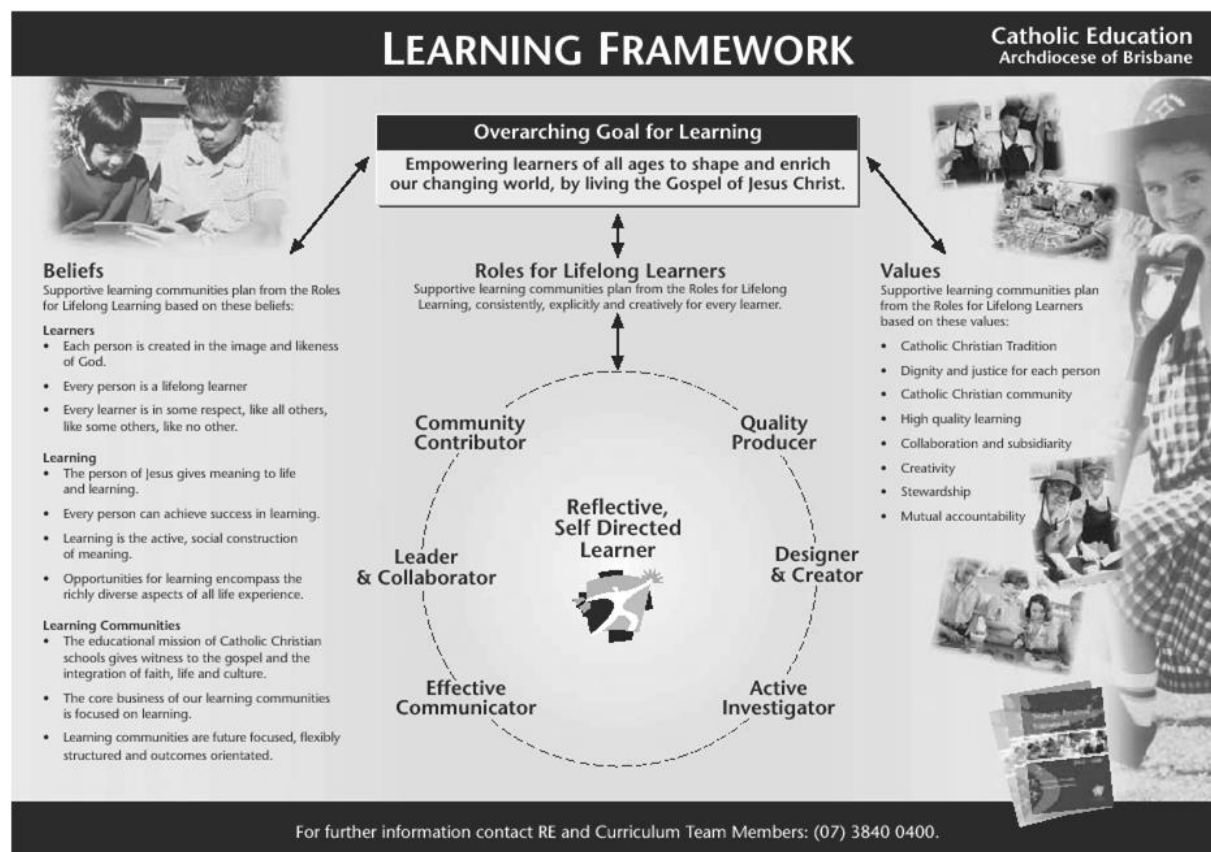 LEARNING FRAMEWORK
Catholic Education
Archdiocese of Brisbane
Overarching Goal for Learning
Empowering learners of all ages to shape and enrich
our changing world, by living the Gospel of Jesus Christ.
Beliefs
Supportive learning communities plan from the Roles
for Lifelong Learning based on these beliefs:
Learners
• Each person is created in the image and likeness
of God.
• Every person is a lifelong learner
• Every learner is in some respect, like all others,
like some others, like no other.
Learning
• The person of Jesus gives meaning to life
and learning.
• Every person can achieve success in learning.
• Learning is the active, social construction
of meaning.
• Opportunities for learning encompass the
richly diverse aspects of all life experience.
Learning Communities
• The educational mission of Catholic Christian
schools gives witness to the gospel and the
integration of faith, life and culture.
• The core business of our learning communities
is focused on learning.
• Learning communities are future focused, flexibly
structured and outcomes orientated.
Roles for Lifelong Learners
Supportive learning communities plan from the Roles for Lifelong
Learning, consistently, explicitly and creatively for every learner.
Community
Contributor
Quality
Producer
Reflective,
Self Directed
Learner
Leader
& Collaborator
Designer
& Creator
Effective
Communicator
Active
Investigator
Values
Supportive learning communities plan
from the Roles for Lifelong Learners
based on these values:
• Catholic Christian Tradition
• Dignity and justice for each person
• Catholic Christian community
• High quality learning
• Collaboration and subsidiarity
• Creativity
• Stewardship
• Mutual accountability
For further information contact RE and Curriculum Team Members: (07) 3840 0400.